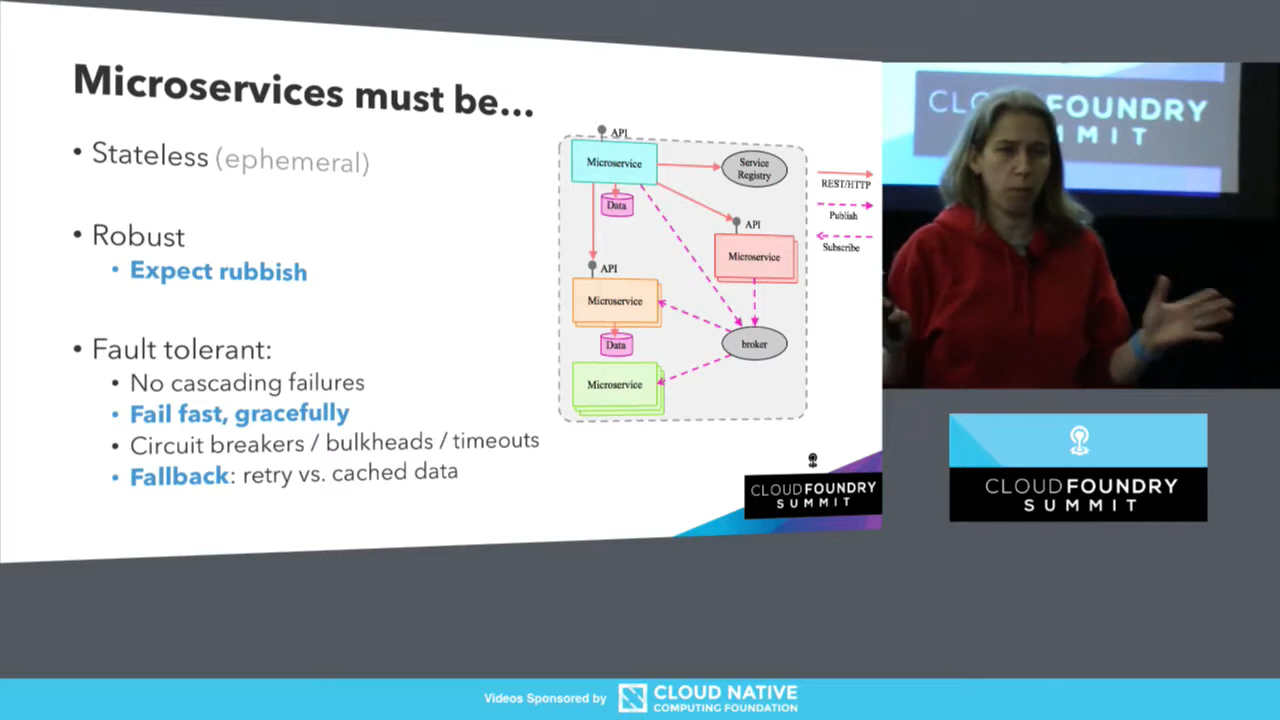 Microservices must be...
• Stateless (ephemeral)
• Robust
• Expect rubbish
• Fault tolerant:
• No cascading failures
• Fail fast, gracefully
• Circuit breakers / bulkheads / timeouts
• Fallback: retry vs. cached data
API
Microservice
Service
Registry
Data
API
Microservice
API
Microservice
Data
broker
Microservice
REST/HTTP
Publish
Subscribe
CLOUD FOUNDRY
SUMMIT
CLO FOUNDRY
MMIT
CLOUD FOUNDRY
SUMMIT
Videos Sponsored by
CLOUD NATIVE
COMPUTING FOUNDATION